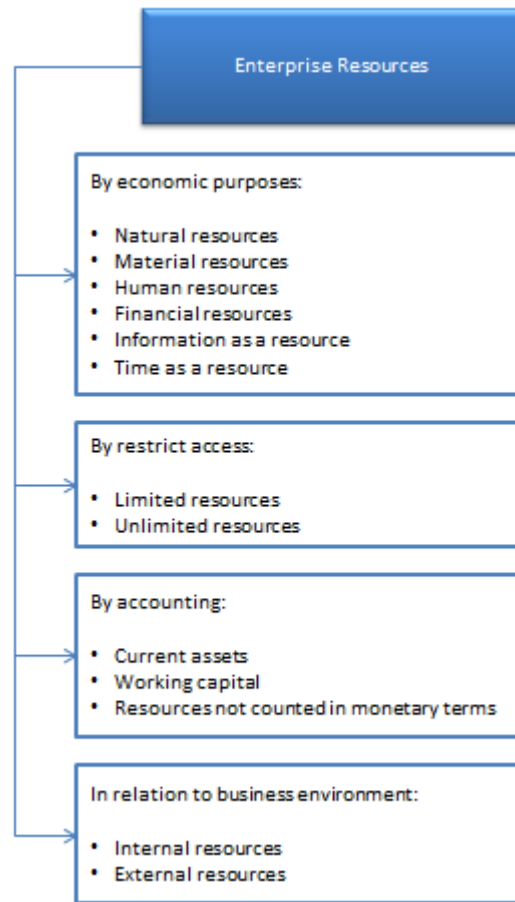 Enterprise Resources
By economic purposes:
• Natural resources
• Material resources
• Human resources
• Financial resources
• Information as a resource
• Time as a resource
By restrict access:
• Limited resources
• Unlimited resources
By accounting:
• Current assets
• Working capital
• Resources not counted in monetary terms
In relation to business environment:
• Internal resources
• External resources